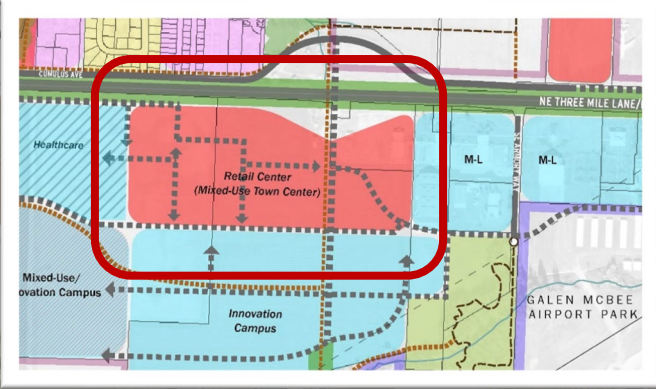 CUMULUS AVE
NE THREE MILE LANE/
Healthcare
M-L
M-L
Retail Center
(Mixed-Use Town Center)
Mixed-Use/
ovation Campus
Innovation
Campus
GALEN MCBEE
AIRPORT PARK